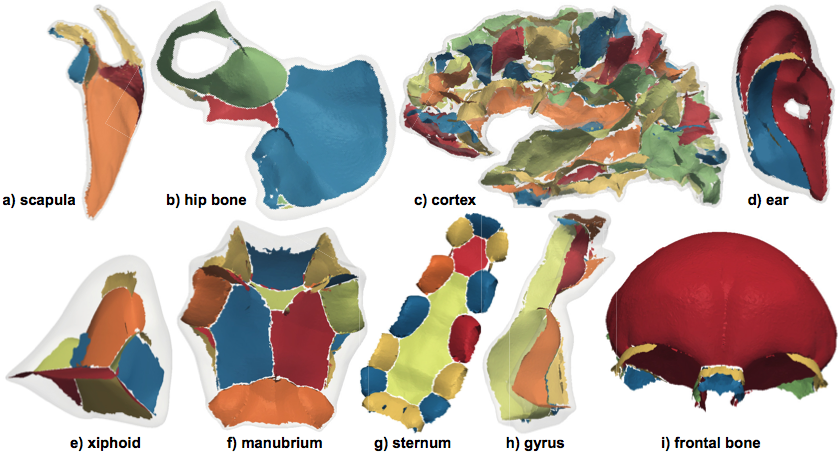 a) scapula
b) hip bone
c) cortex
d) ear
e) xiphoid
f) manubrium
g) sternum
h) gyrus
i) frontal bone